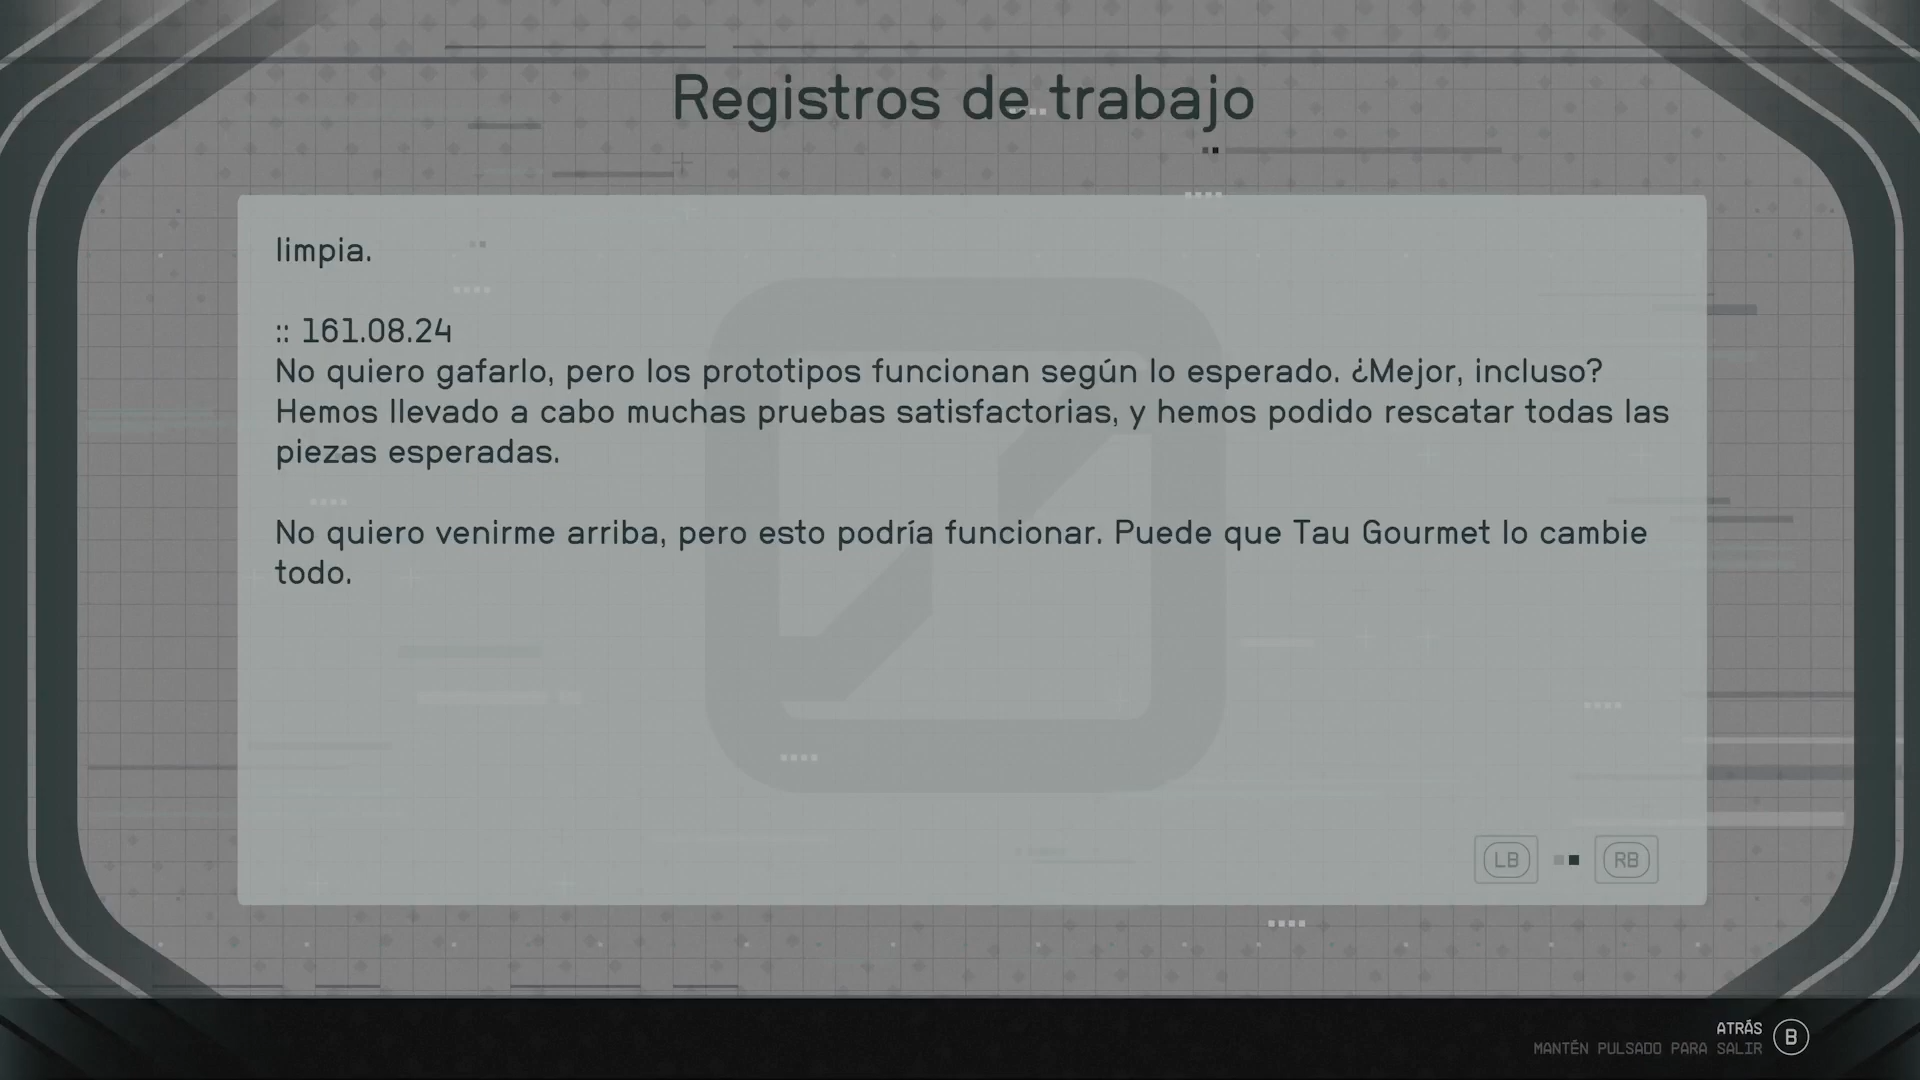 Registros de trabajo
limpia.
:: 161.08.24
No quiero gafarlo, pero los prototipos funcionan según lo esperado. ¿Mejor, incluso?
Hemos llevado a cabo muchas pruebas satisfactorias, y hemos podido rescatar todas las
piezas esperadas.
No quiero venirme arriba, pero esto podría funcionar. Puede que Tau Gourmet lo cambie
todo.
LB RB
ATRÁS B
MANTÉN PULSADO PARA SALIR